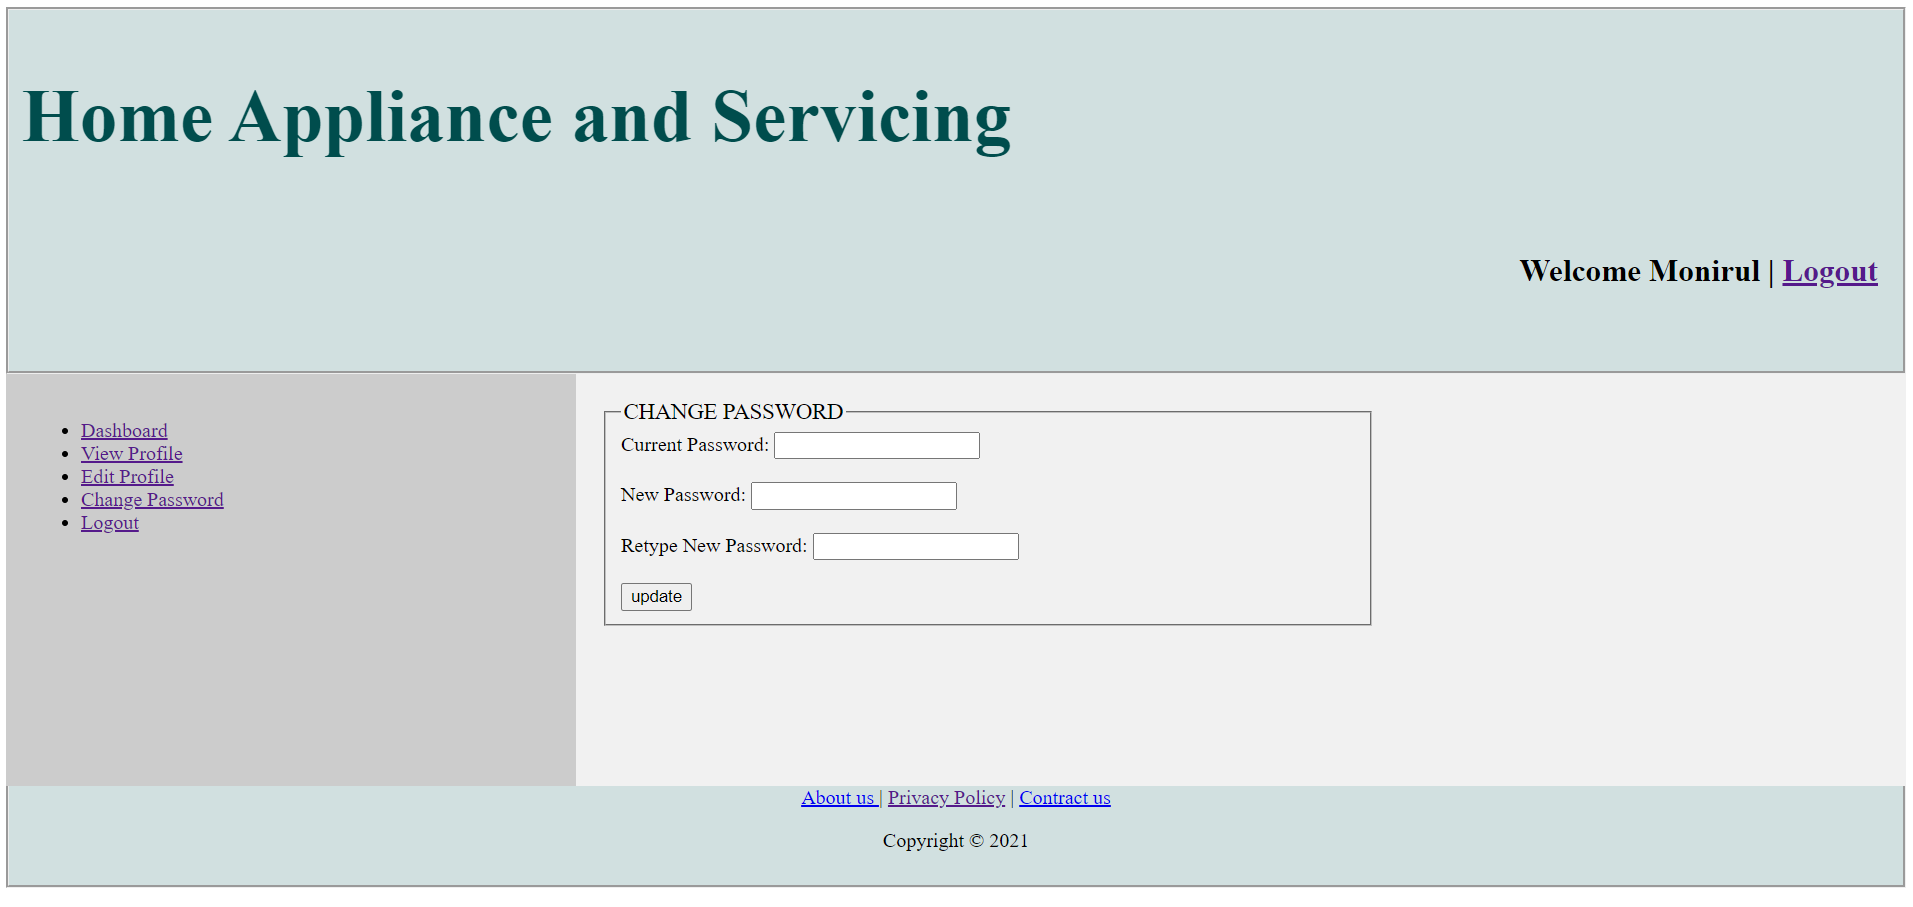 Home Appliance and Servicing
Welcome Monirul | Logout
Dashboard
View Profile
Edit Profile
Change Password
Logout
CHANGE PASSWORD
Current Password:
New Password:
Retype New Password:
update
About us | Privacy Policy | Contract us
Copyright © 2021